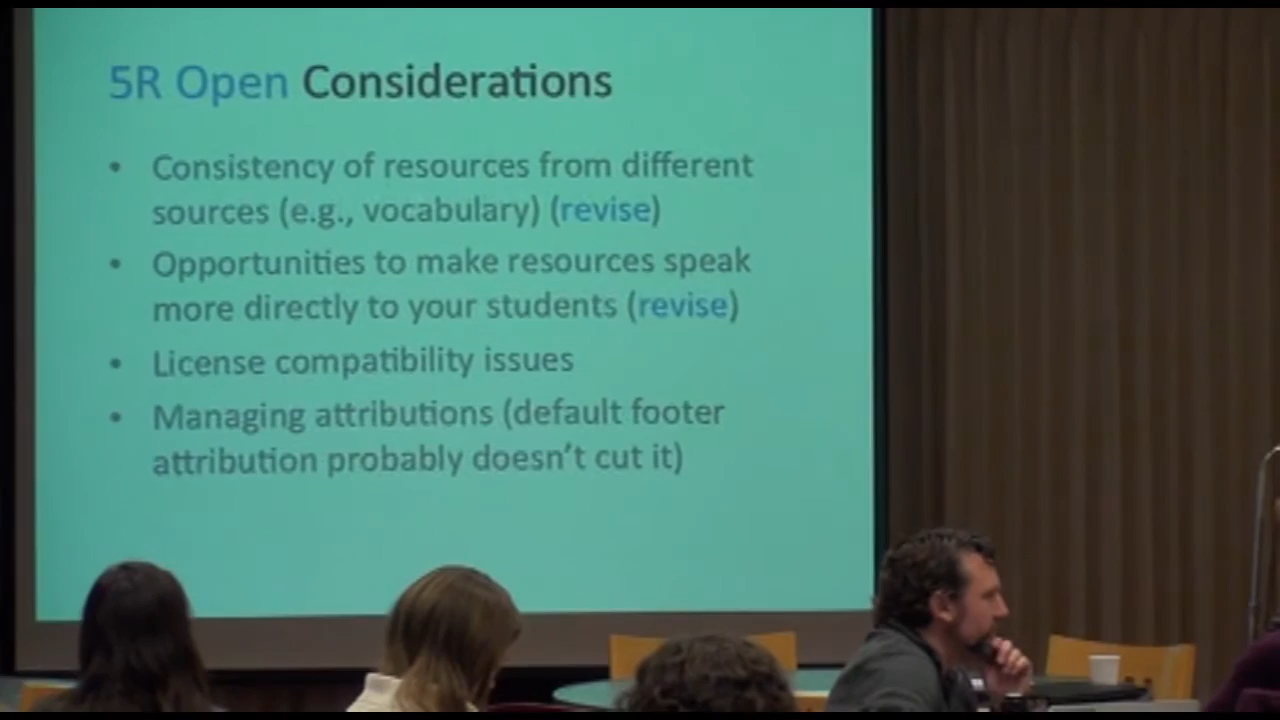 5R Open Considerations
• Consistency of resources from different
sources (e.g., vocabulary) (revise)
• Opportunities to make resources speak
more directly to your students (revise)
• License compatibility issues
• Managing attributions (default footer
attribution probably doesn't cut it)